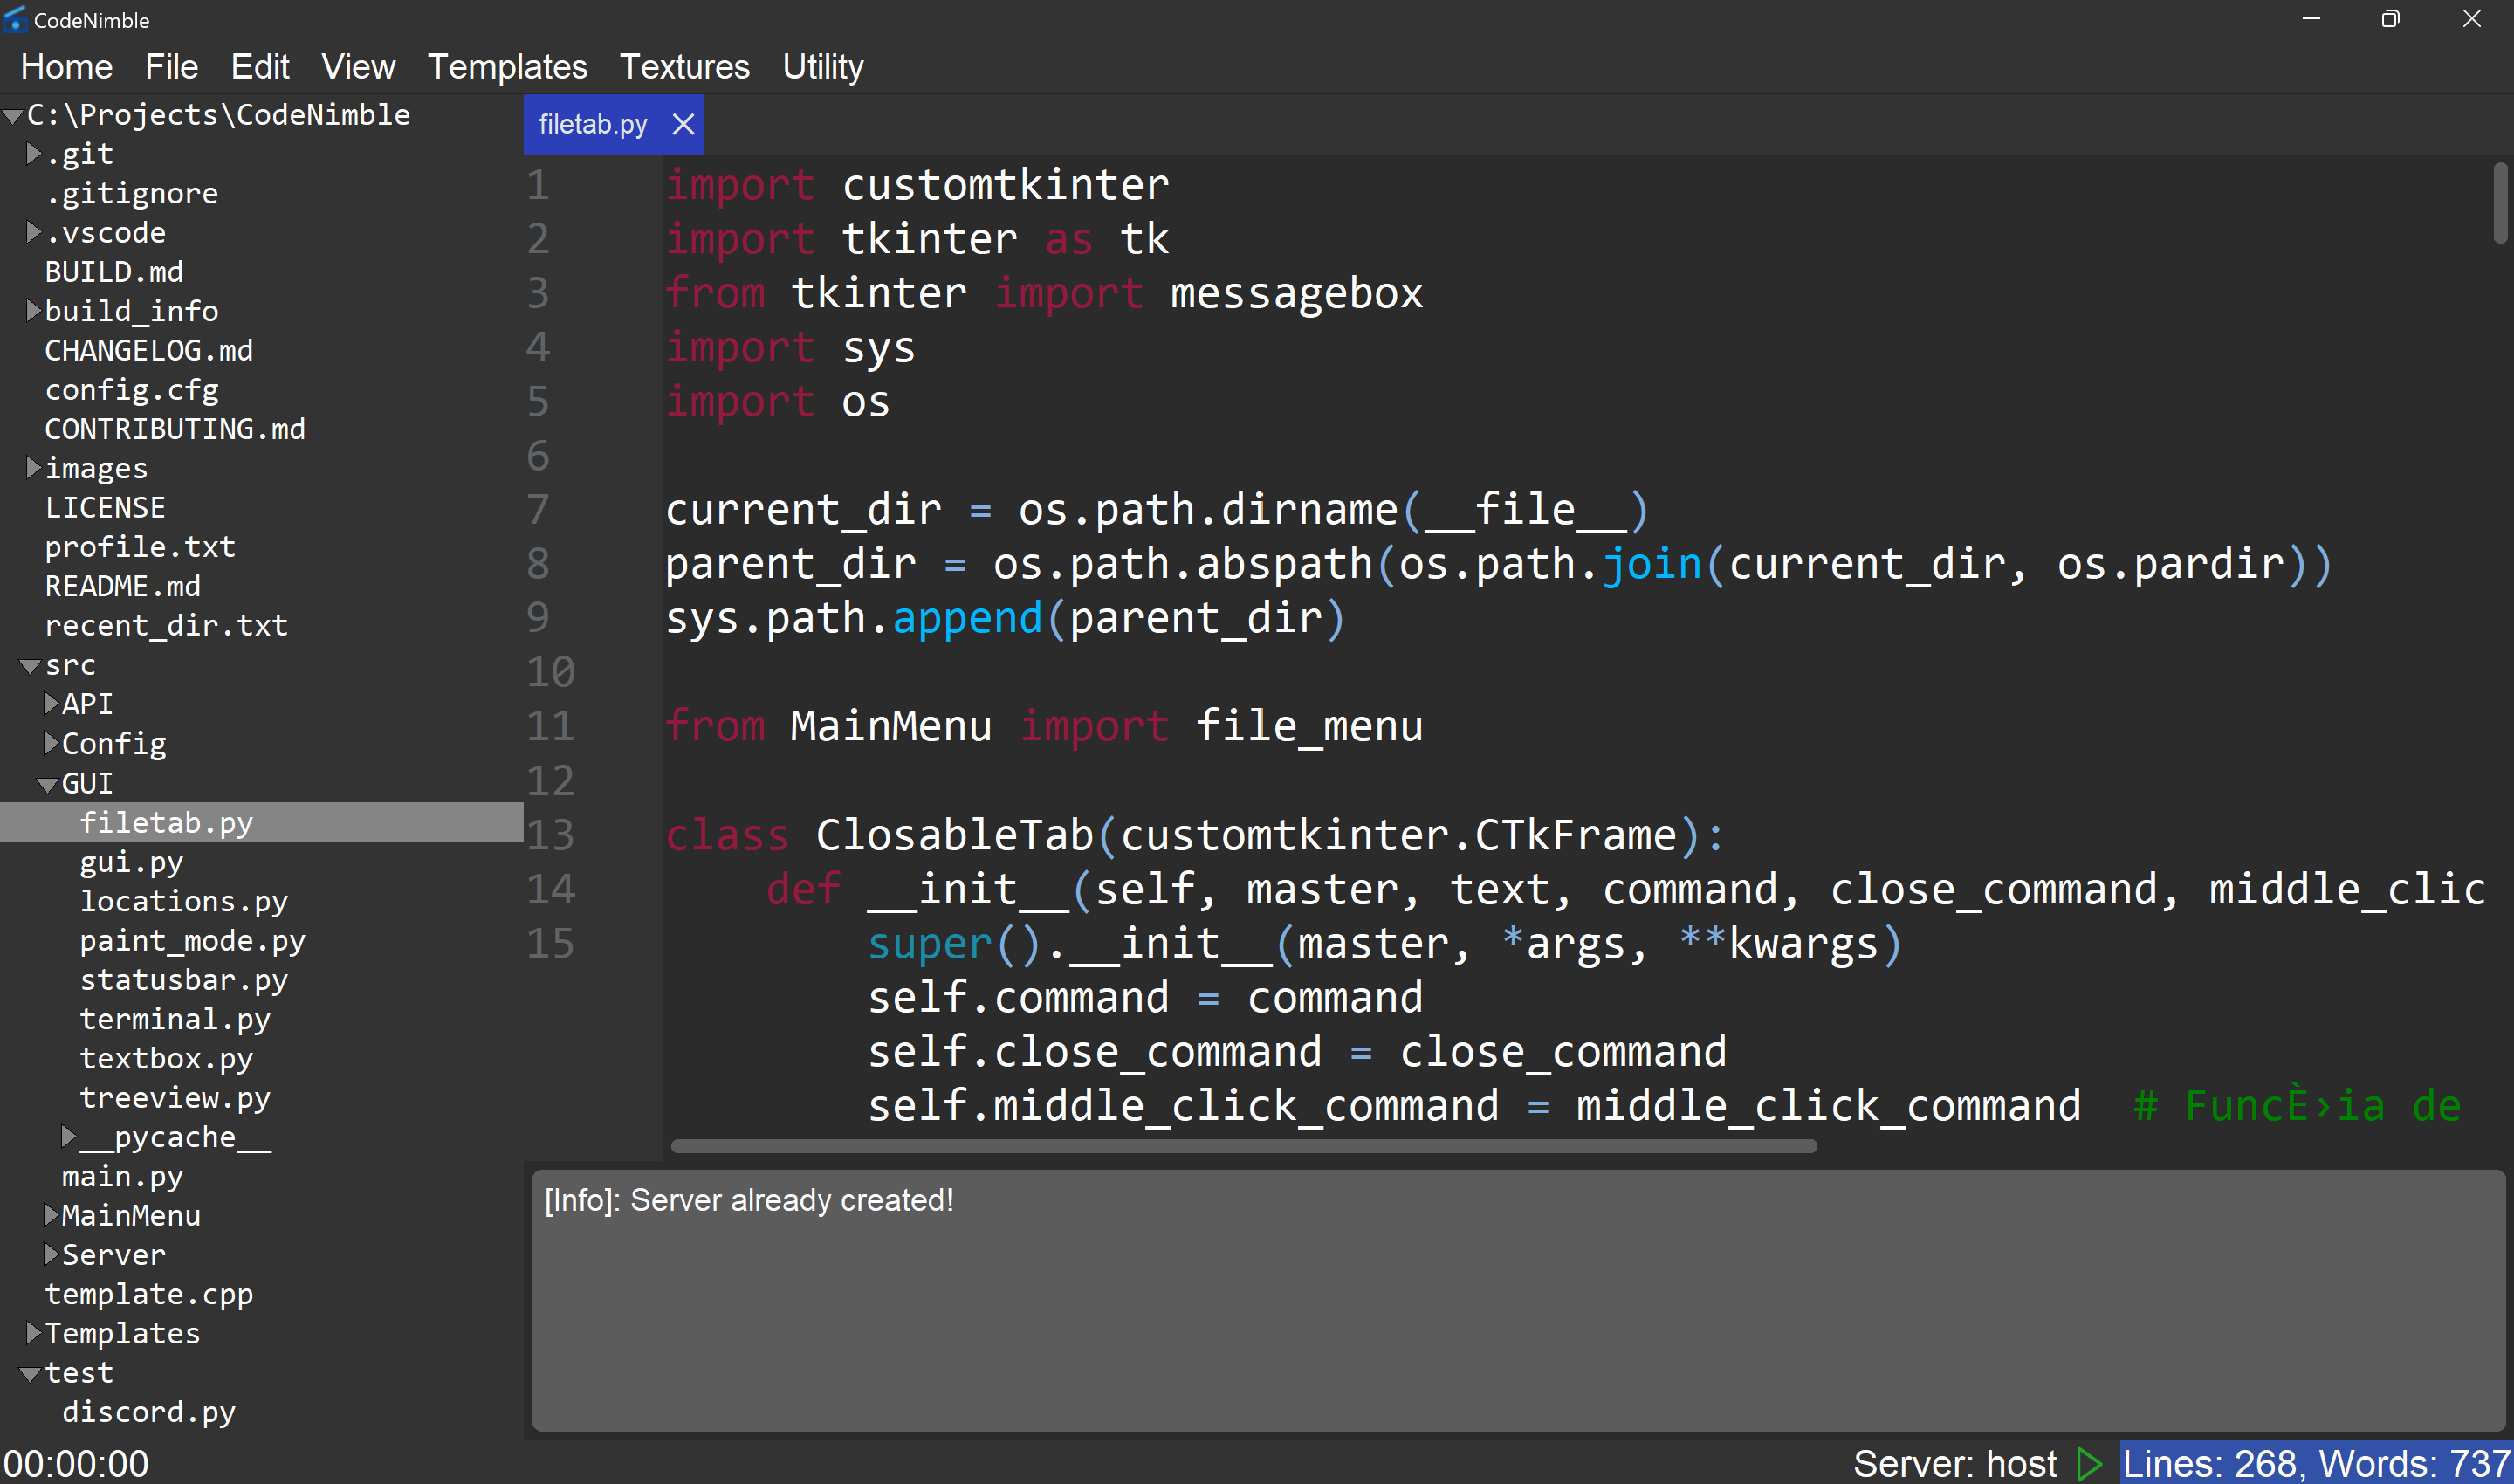 CodeNimble
Home File Edit View Templates Textures Utility
C:\Projects\CodeNimble
.git
.gitignore
.vscode
BUILD.md
build_info
CHANGELOG.md
config.cfg
CONTRIBUTING.md
images
LICENSE
profile.txt
README.md
recent_dir.txt
src
API
Config
GUI
filetab.py
gui.py
locations.py
paint_mode.py
statusbar.py
terminal.py
textbox.py
treeview.py
__pycache__
main.py
MainMenu
Server
template.cpp
Templates
test
discord.py
filetab.py
1 import customtkinter
2 import tkinter as tk
3 from tkinter import messagebox
4 import sys
5 import os
6
7 current_dir = os.path.dirname(__file__)
8 parent_dir = os.path.abspath(os.path.join(current_dir, os.pardir))
9 sys.path.append(parent_dir)
10
11 from MainMenu import file_menu
12
13 class ClosableTab(customtkinter.CTkFrame):
14     def __init__(self, master, text, command, close_command, middle_clic
15         super().__init__(master, *args, **kwargs)
        self.command = command
        self.close_command = close_command
        self.middle_click_command = middle_click_command  # FuncÈ›ia de
[Info]: Server already created!
00:00:00
Server: host
Lines: 268, Words: 737